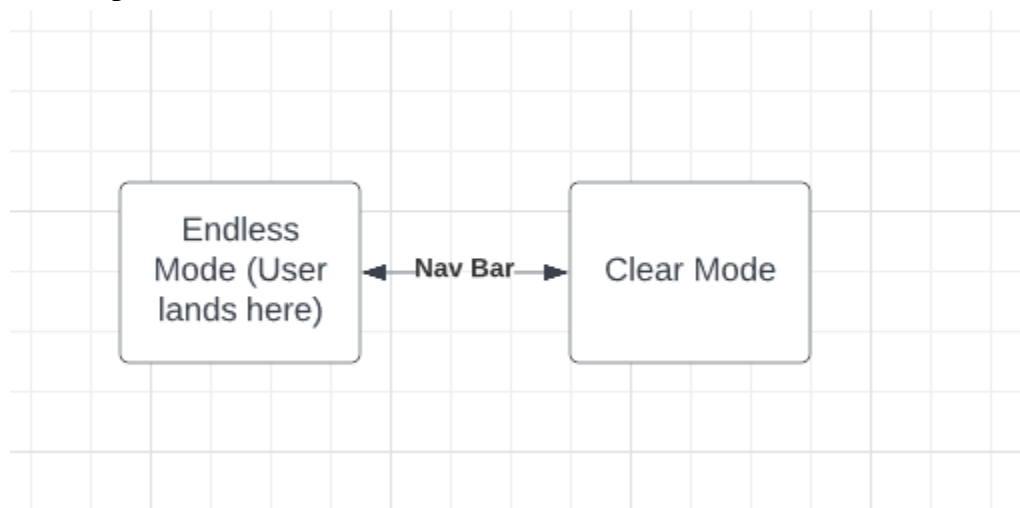 Endless
Mode (User
lands here)
Nav Bar
Clear Mode